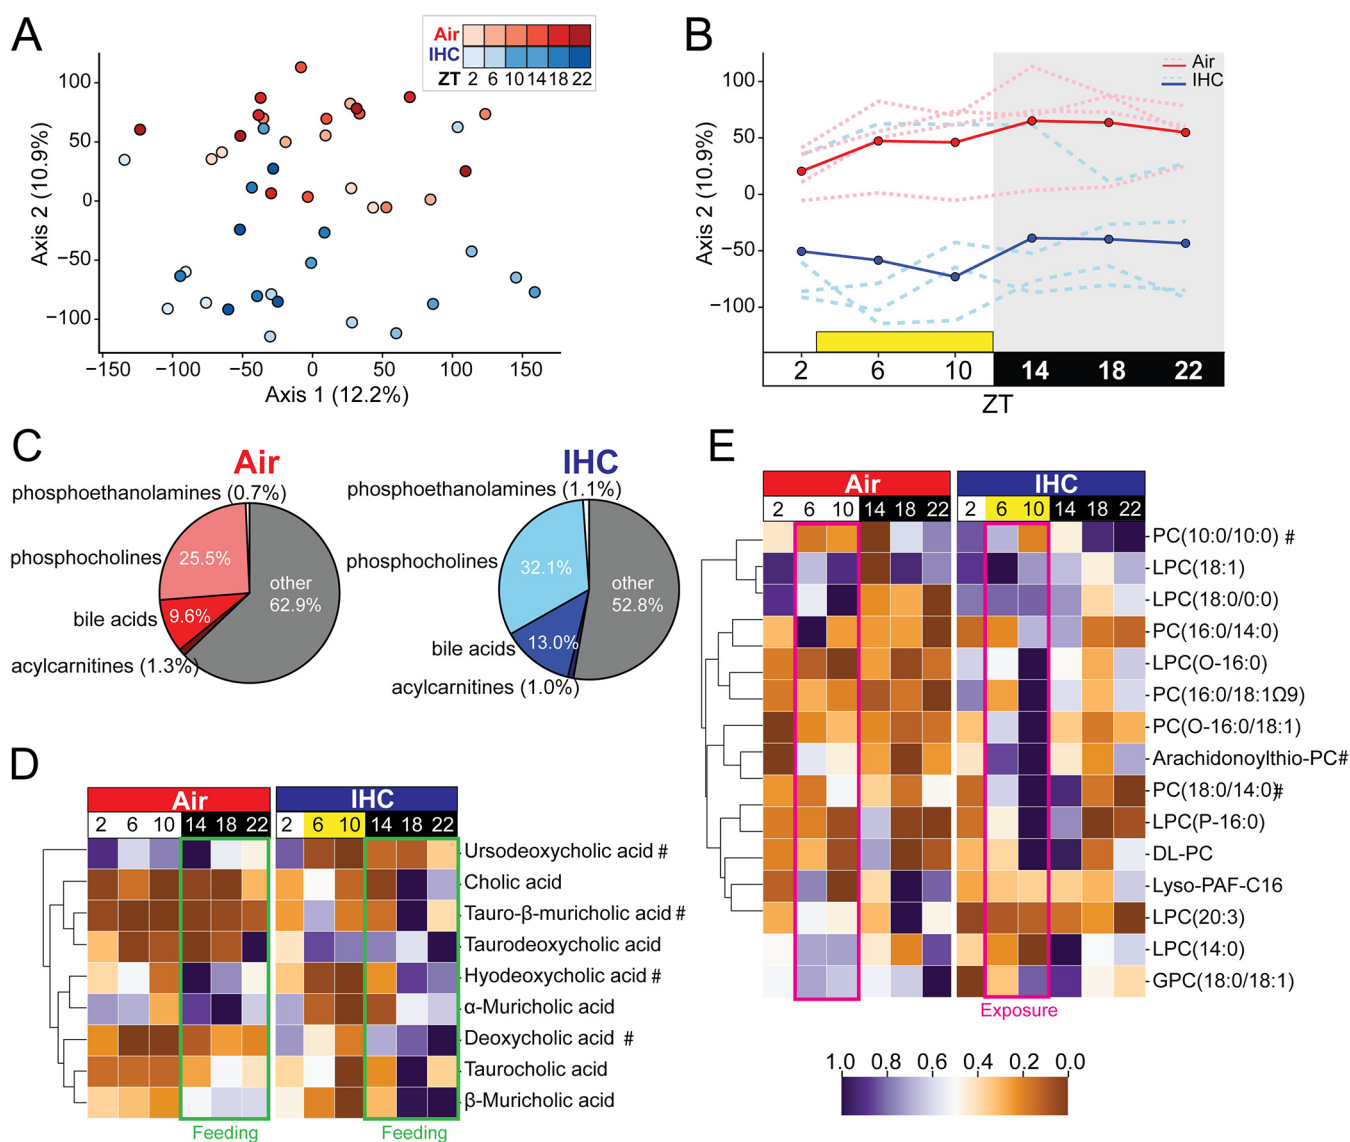 A
Air
IHC
ZT 2 6 10 14 18 22
Axis 2 (10.9%)
100
50
0
−50
−100
−150 −100 −50 0 50 100 150
Axis 1 (12.2%)
B
Air
IHC
Axis 2 (10.9%)
100
50
0
−50
−100
2 6 10 14 18 22
ZT
C
Air
phosphoethanolamines (0.7%)
phosphocholines
25.5%
other
62.9%
bile acids
9.6%
acylcarnitines (1.3%)
IHC
phosphoethanolamines (1.1%)
phosphocholines
32.1%
other
52.8%
bile acids
13.0%
acylcarnitines (1.0%)
D
Air IHC
2 6 10 14 18 22 2 6 10 14 18 22
Ursodeoxycholic acid #
Cholic acid
Tauro-β-muricholic acid #
Taurodeoxycholic acid
Hyodeoxycholic acid #
α-Muricholic acid
Deoxycholic acid #
Taurocholic acid
β-Muricholic acid
Feeding Feeding
E
Air IHC
2 6 10 14 18 22 2 6 10 14 18 22
PC(10:0/10:0) #
LPC(18:1)
LPC(18:0/0:0)
PC(16:0/14:0)
LPC(O-16:0)
PC(16:0/18:1Ω9)
PC(O-16:0/18:1)
Arachidonoylthio-PC#
PC(18:0/14:0)#
LPC(P-16:0)
DL-PC
Lyso-PAF-C16
LPC(20:3)
LPC(14:0)
GPC(18:0/18:1)
Exposure
1.0 0.8 0.6 0.4 0.2 0.0